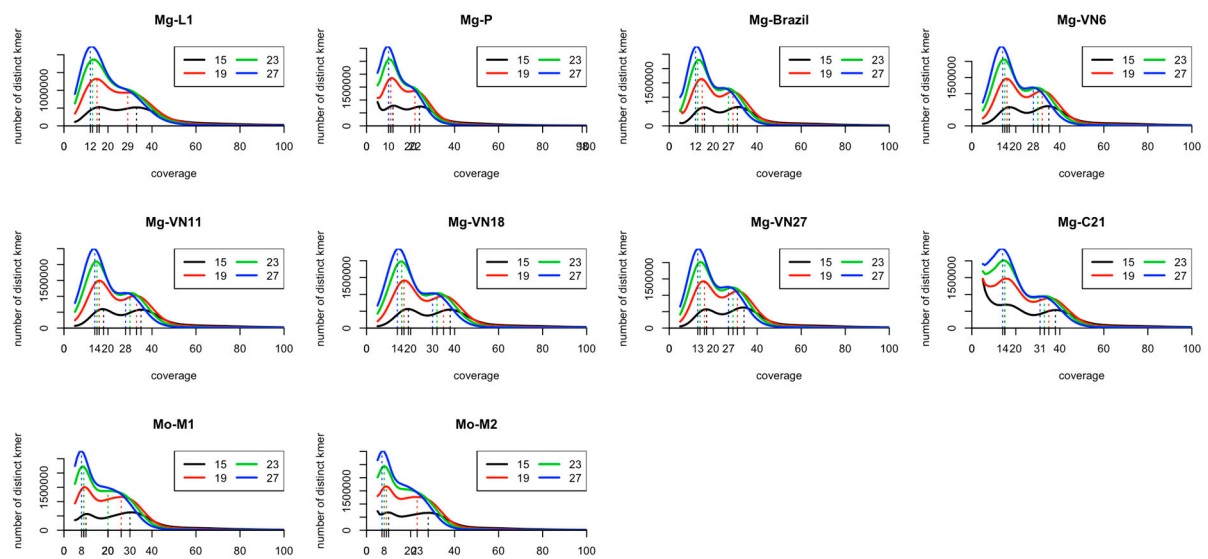 Mg-L1
Mg-P
Mg-Brazil
Mg-VN6
number of distinct kmer
1000000
15 23
19 27
0
0 12 20 29 40 60 80 100
coverage
number of distinct kmer
1500000
15 23
19 27
0
0 10 40 60 80 100
coverage
number of distinct kmer
1500000
15 23
19 27
0
0 12 20 27 40 60 80 100
coverage
number of distinct kmer
1500000
15 23
19 27
0
0 14 20 28 40 60 80 100
coverage
Mg-VN11
Mg-VN18
Mg-VN27
Mg-C21
number of distinct kmer
1500000
15 23
19 27
0
0 14 20 28 40 60 80 100
coverage
number of distinct kmer
1500000
15 23
19 27
0
0 14 20 30 40 60 80 100
coverage
number of distinct kmer
1500000
15 23
19 27
0
0 13 20 27 40 60 80 100
coverage
number of distinct kmer
1500000
15 23
19 27
0
0 14 20 31 40 60 80 100
coverage
Mo-M1
Mo-M2
number of distinct kmer
1500000
15 23
19 27
0
0 8 20 30 40 60 80 100
number of distinct kmer
1500000
15 23
19 27
0
0 8 20 23 40 60 80 100